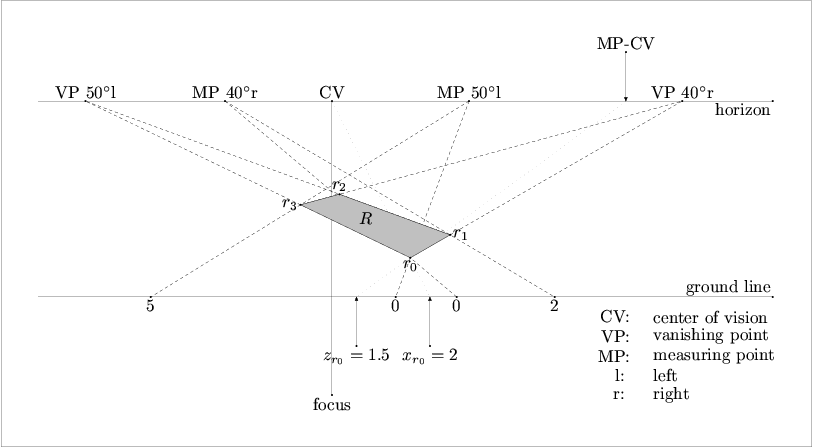 MP-CV
VP 50°l MP 40°r CV MP 50°l VP 40°r
horizon
r2
r3
R
r1
r0
ground line
5 0 0 2
CV: center of vision
VP: vanishing point
zr0 = 1.5 xr0 = 2
MP: measuring point
l: left
r: right
focus